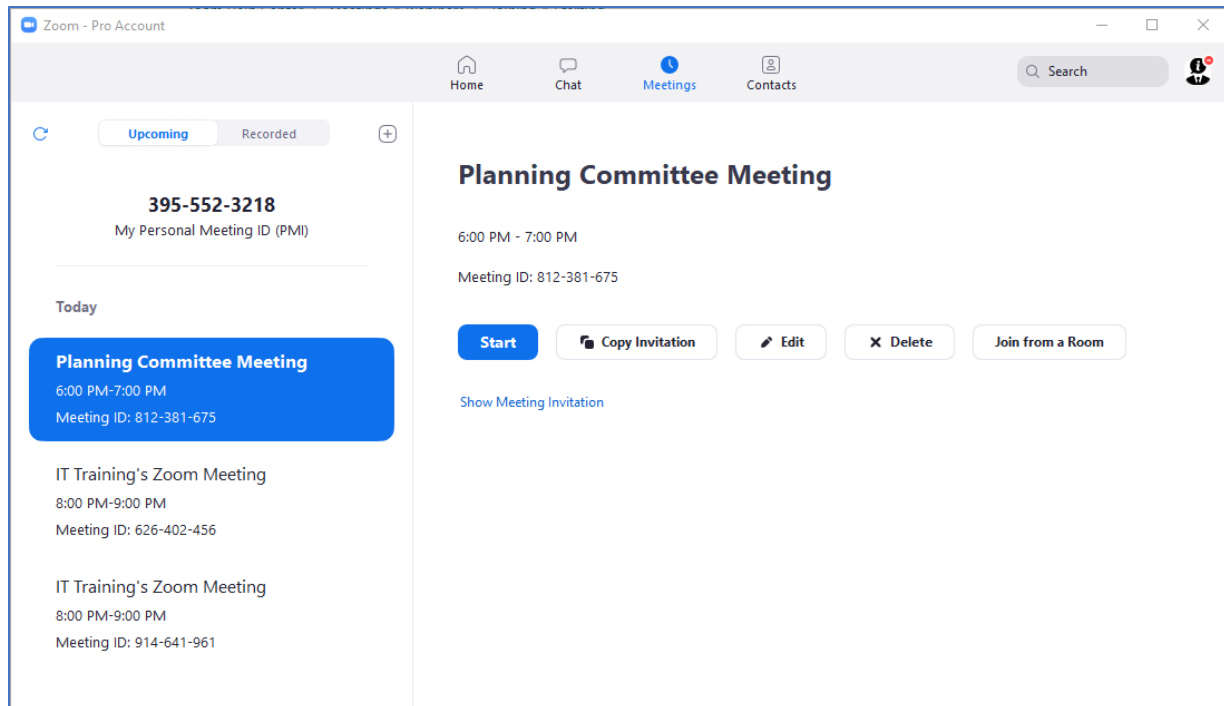 Zoom - Pro Account
Home
Chat
Meetings
Contacts
Search
Upcoming
Recorded
395-552-3218
My Personal Meeting ID (PMI)
Today
Planning Committee Meeting
6:00 PM-7:00 PM
Meeting ID: 812-381-675
IT Training's Zoom Meeting
8:00 PM-9:00 PM
Meeting ID: 626-402-456
IT Training's Zoom Meeting
8:00 PM-9:00 PM
Meeting ID: 914-641-961
Planning Committee Meeting
6:00 PM - 7:00 PM
Meeting ID: 812-381-675
Start
Copy Invitation
Edit
Delete
Join from a Room
Show Meeting Invitation